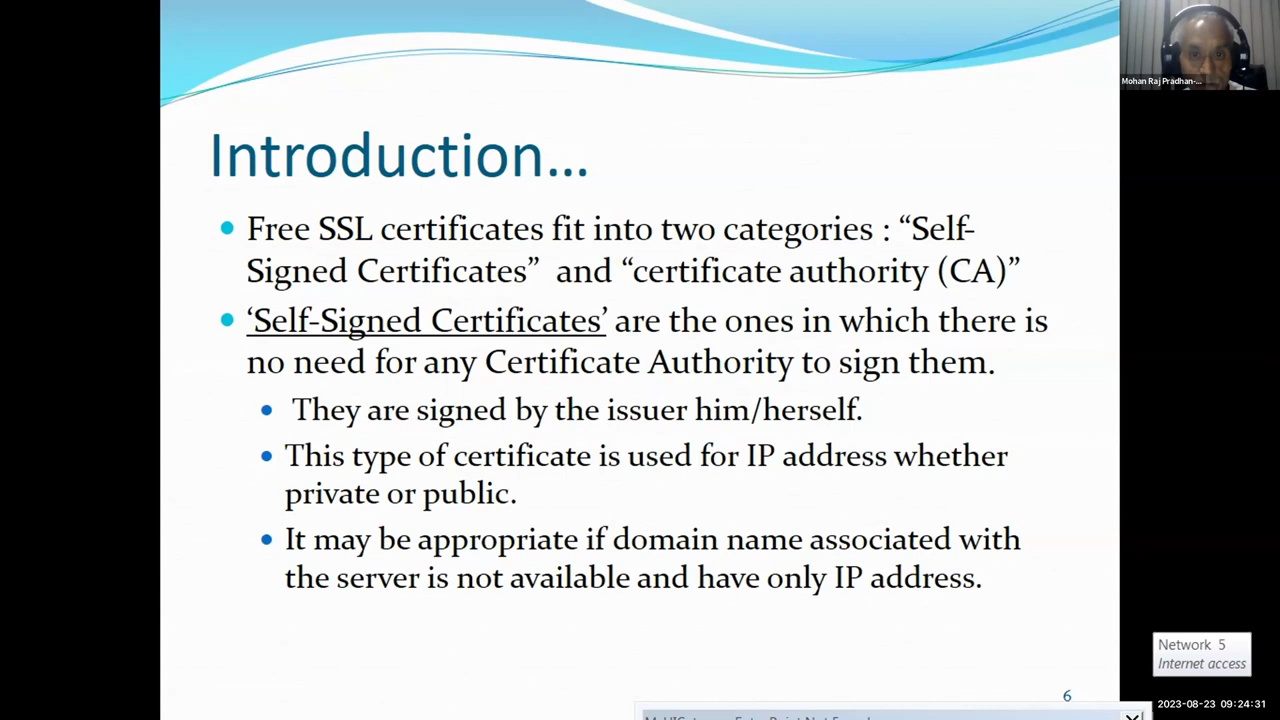 Mohan Raj Pradhan-...
Introduction...
Free SSL certificates fit into two categories : “Self-
Signed Certificates” and “certificate authority (CA)”
‘Self-Signed Certificates’ are the ones in which there is
no need for any Certificate Authority to sign them.
They are signed by the issuer him/herself.
This type of certificate is used for IP address whether
private or public.
It may be appropriate if domain name associated with
the server is not available and have only IP address.
Network 5
Internet access
6
2023-08-23 09:24:31